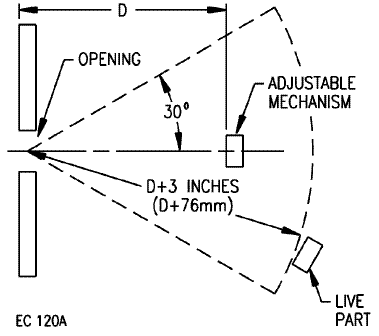 D
OPENING
30°
ADJUSTABLE
MECHANISM
D+3 INCHES
(D+76mm)
LIVE
PART
EC 120A